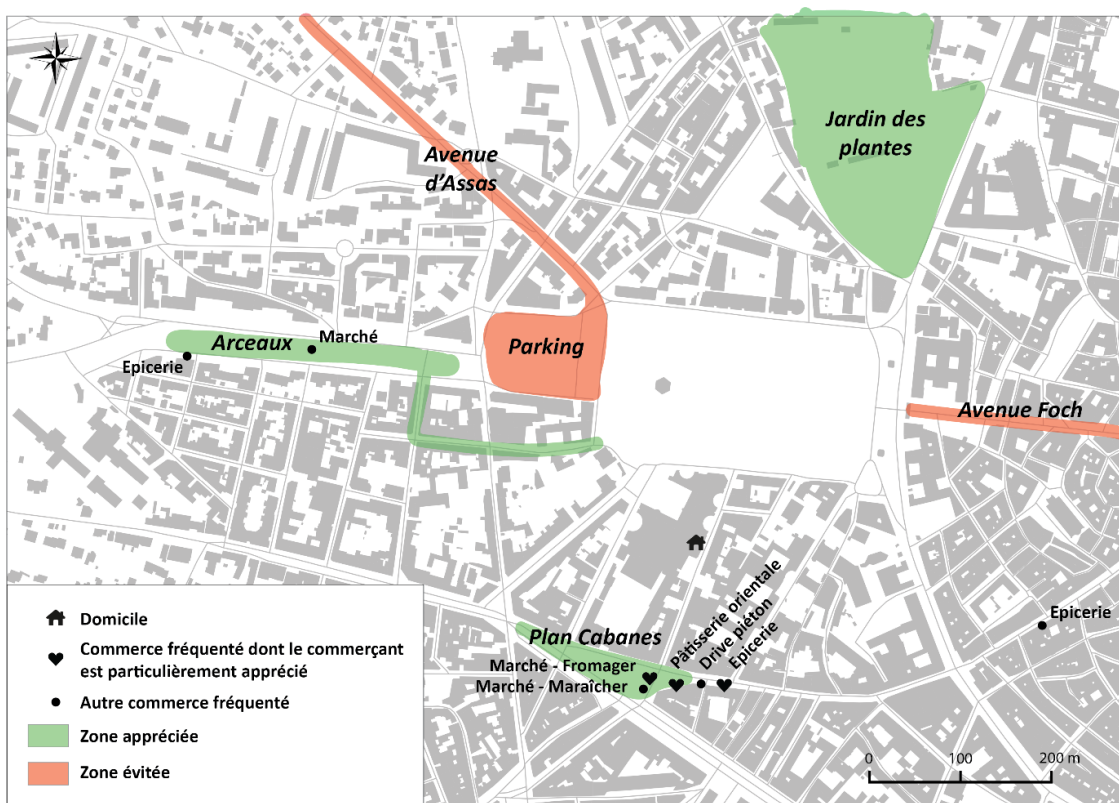 Jardin des
plantes
Avenue
d'Assas
Arceaux
Marché
Epicerie
Parking
Avenue Foch
Pâtisserie orientale
Drive piéton
Epicerie
Epicerie
Plan Cabanes
Marché - Fromager
Marché - Maraîcher
Domicile
Commerce fréquenté dont le commerçant
est particulièrement apprécié
Autre commerce fréquenté
Zone appréciée
Zone évitée
0 100 200 m